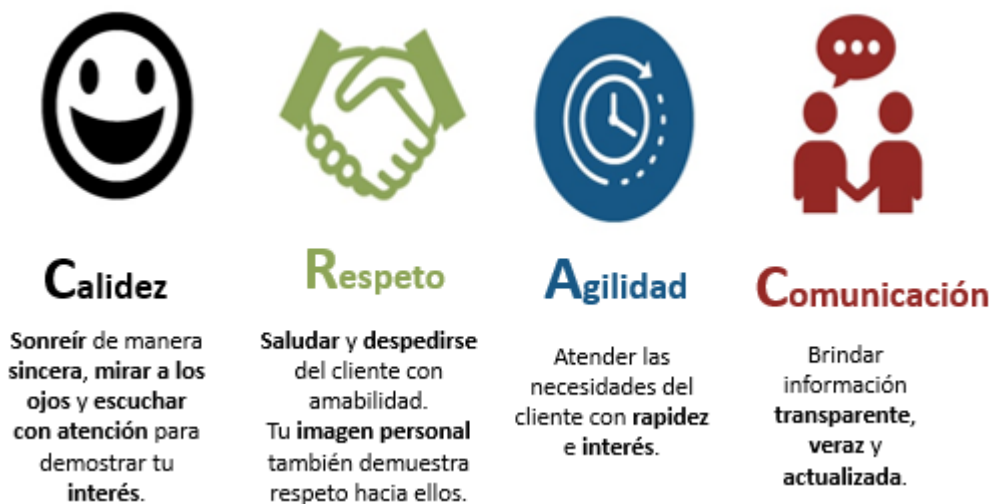 Calidez
Sonreír de manera
sincera, mirar a los
ojos y escuchar
con atención para
demostrar tu
interés.
Respeto
Saludar y despedirse
del cliente con
amabilidad.
Tu imagen personal
también demuestra
respeto hacia ellos.
Agilidad
Atender las
necesidades del
cliente con rapidez
e interés.
Comunicación
Brindar
información
transparente,
veraz y
actualizada.